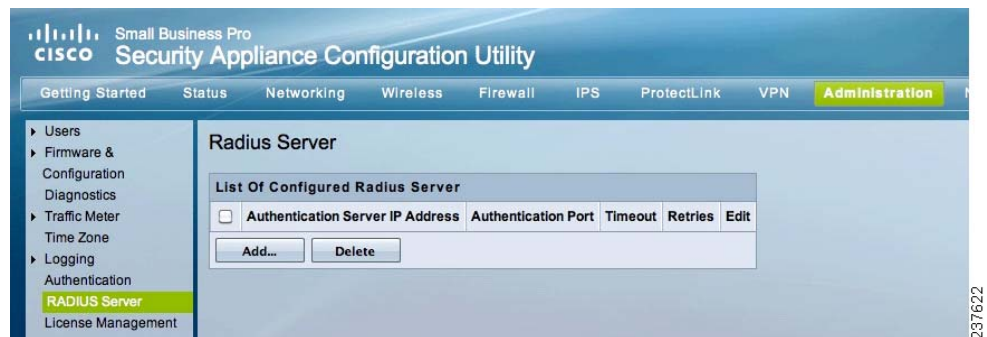 Small Business Pro
CISCO Security Appliance Configuration Utility
Getting Started Status Networking Wireless Firewall IPS ProtectLink VPN Administration
Users
Firmware &
Configuration
Diagnostics
Traffic Meter
Time Zone
Logging
Authentication
RADIUS Server
License Management
Radius Server
List Of Configured Radius Server
Authentication Server IP Address Authentication Port Timeout Retries Edit
Add... Delete
237622